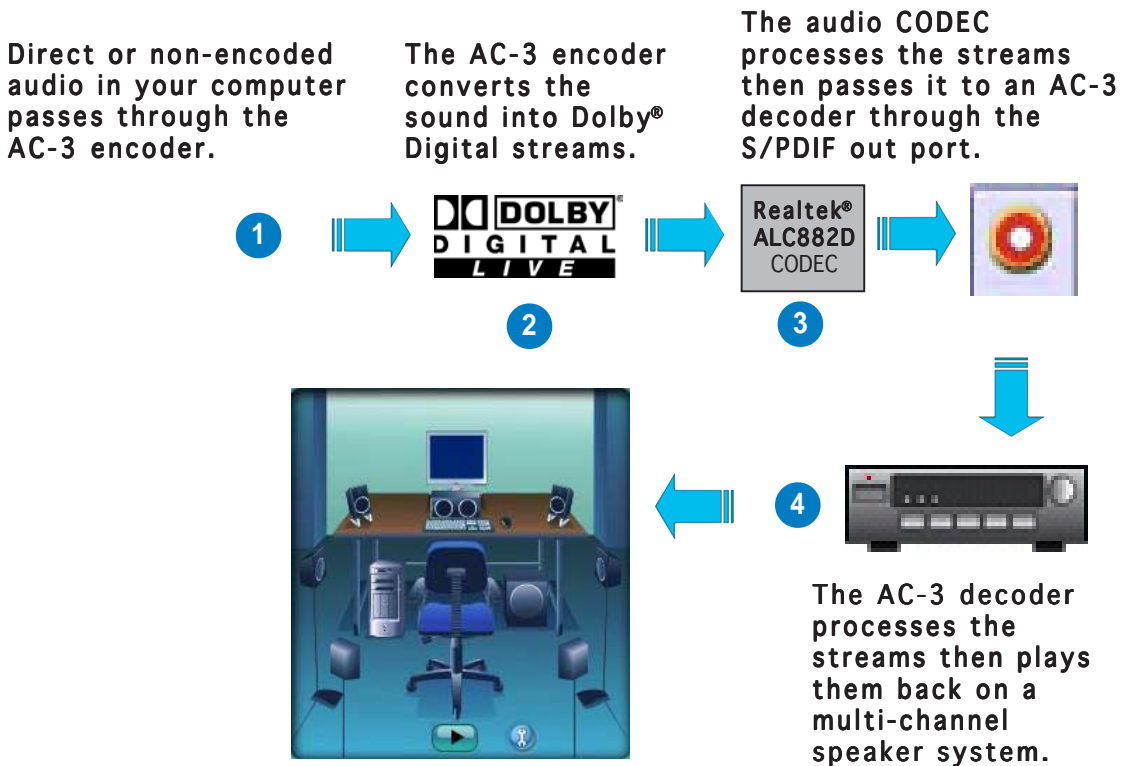 Direct or non-encoded
audio in your computer
passes through the
AC-3 encoder.
The AC-3 encoder
converts the
sound into Dolby®
Digital streams.
The audio CODEC
processes the streams
then passes it to an AC-3
decoder through the
S/PDIF out port.
1
DOLBY®
DIGITAL
LIVE
2
Realtek®
ALC882D
CODEC
3
4
The AC-3 decoder
processes the
streams then plays
them back on a
multi-channel
speaker system.